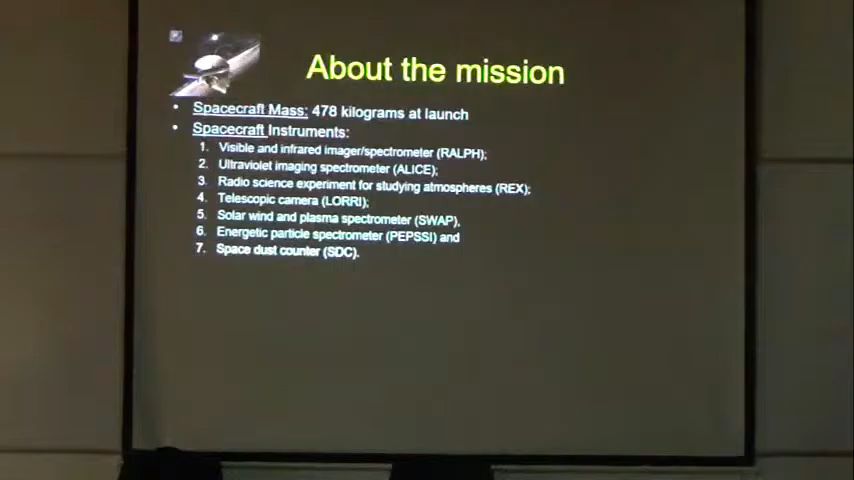 About the mission
• Spacecraft Mass: 478 kilograms at launch
• Spacecraft Instruments:
1. Visible and infrared imager/spectrometer (RALPH);
2. Ultraviolet imaging spectrometer (ALICE);
3. Radio science experiment for studying atmospheres (REX);
4. Telescopic camera (LORRI);
5. Solar wind and plasma spectrometer (SWAP),
6. Energetic particle spectrometer (PEPSSI) and
7. Space dust counter (SDC).